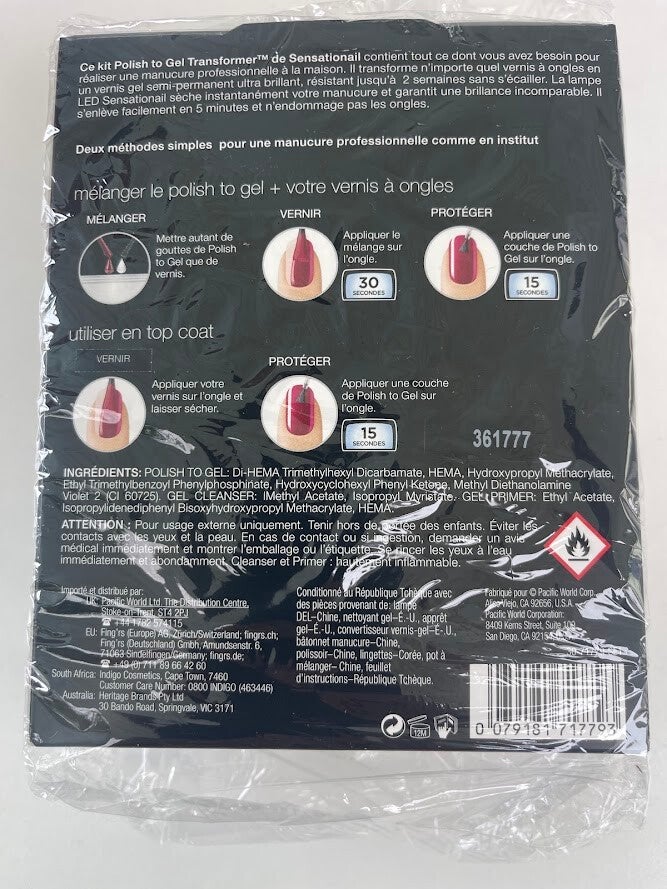 Ce kit Polish to Gel Transformer™ de Sensationail contient tout ce dont vous avez besoin pour
réaliser une manucure professionnelle à la maison. Il transforme n'importe quel vernis à ongles en
un vernis gel semi-permanent ultra brillant, résistant jusqu'à 2 semaines sans s'écailler. La lampe
LED Sensationail sèche instantanément votre manucure et garantit une brillance incomparable. Il
s'enlève facilement en 5 minutes et n'endommage pas les ongles.
Deux méthodes simples pour une manucure professionnelle comme en institut
mélanger le polish to gel + votre vernis à ongles
MÉLANGER
Mettre autant de
gouttes de Polish
to Gel que de
vernis.
VERNIR
Appliquer le
mélange sur
l'ongle.
30
SECONDES
PROTÉGER
Appliquer une
couche de Polish to
Gel sur l'ongle.
15
SECONDES
utiliser en top coat
VERNIR
Appliquer votre
vernis sur l'ongle et
laisser sécher.
PROTÉGER
Appliquer une couche
de Polish to Gel sur
l'ongle.
15
SECONDES
361777
INGRÉDIENTS: POLISH TO GEL: Di-HEMA Trimethylhexyl Dicarbamate, HEMA, Hydroxypropyl Methacrylate,
Ethyl Trimethylbenzoyl Phenylphosphinate, Hydroxycyclohexyl Phenyl Ketone, Methyl Diethanolamine
Violet 2 (CI 60725). GEL CLEANSER: IMethyl Acetate, Isopropyl Myristate. GEL PRIMER: Ethyl Acetate,
Isopropylidenediphenyl Bisoxyhydroxypropyl Methacrylate, HEMA.
ATTENTION : Pour usage externe uniquement. Tenir hors de portée des enfants. Éviter les
contacts avec les yeux et la peau. En cas de contact ou si ingestion, demander un avis
médical immédiatement et montrer l'emballage ou l'étiquette. Se rincer les yeux à l'eau
immédiatement et abondamment. Cleanser et Primer : hautement inflammable.
Importé et distribué par:
UK: Pacific World Ltd. The Distribution Centre,
Stoke-on-Trent, ST4 2PJ
☎ +44 1782 574115
EU: Fing'rs (Europe) AG, Zürich/Switzerland; fingrs.ch;
Fing'rs (Deutschland) Gmbh, Amundsenstr. 6,
71063 Sindelfingen/Germany; fingrs.de;
☎ +49 (0) 711 89 66 42 60
South Africa: Indigo Cosmetics, Cape Town, 7460
Customer Care Number: 0800 INDIGO (463446)
Australia: Heritage Brands Pty Ltd
30 Bando Road, Springvale, VIC 3171
Conditionné au République Tchèque avec
des pièces provenant de: lampe
DEL-Chine, nettoyant gel-É.-U., apprêt
gel-É.-U., convertisseur vernis-gel-É.-U.,
bâtonnet manucure-Chine,
polissoir-Chine, lingettes-Corée, pot à
mélanger- Chine, feuillet
d'instructions-République Tchèque.
Fabriqué pour © Pacific World Corp.,
Aliso Viejo, CA 92656, U.S.A.
Pacific World Corporation:
8409 Kerns Street, Suite 100,
San Diego, CA 92154
12M
0 079181 717793